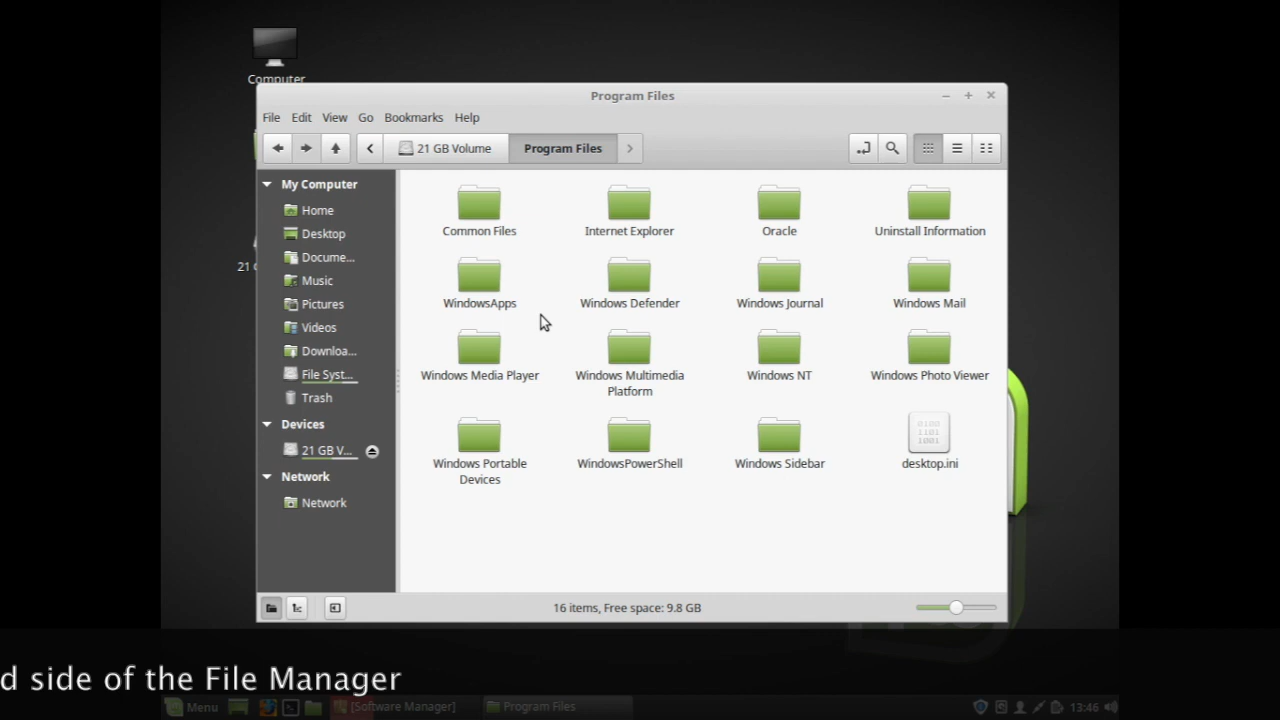 Computer
Program Files
File Edit View Go Bookmarks Help
21 GB Volume Program Files
My Computer
Home
Desktop
Docume...
Music
Pictures
Videos
Downloa...
File Syst...
Trash
Devices
21 GB V...
Network
Network
Common Files Internet Explorer Oracle Uninstall Information
WindowsApps Windows Defender Windows Journal Windows Mail
Windows Media Player Windows Multimedia Platform Windows NT Windows Photo Viewer
0100
1101
1001
Windows Portable Devices WindowsPowerShell Windows Sidebar desktop.ini
21
16 items, Free space: 9.8 GB
d side of the File Manager
Menu [Software Manager] Program Files 13:46